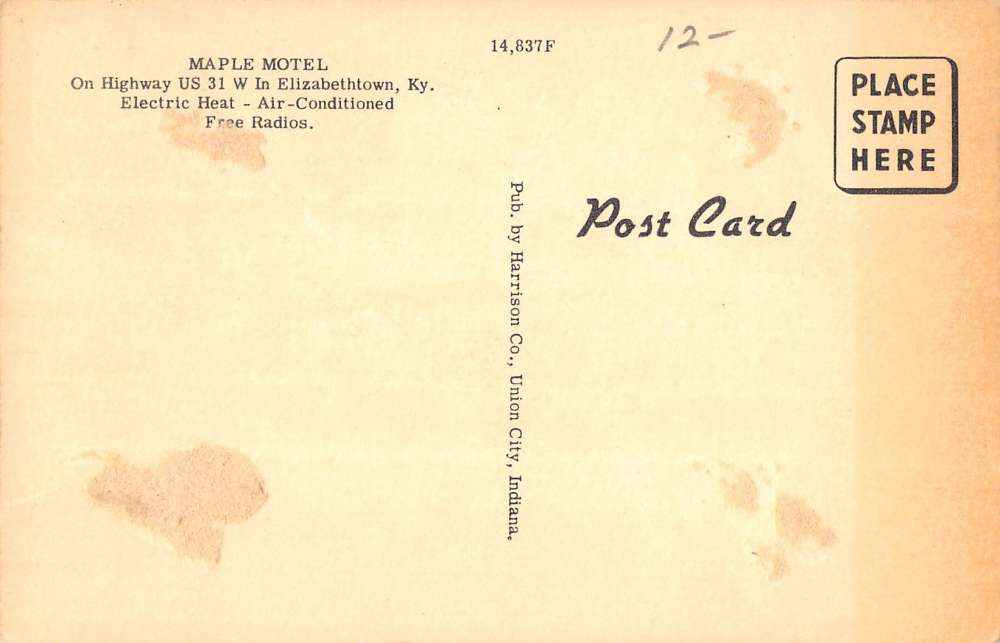 14,837F
12-
MAPLE MOTEL
On Highway US 31 W In Elizabethtown, Ky.
Electric Heat - Air-Conditioned
Free Radios.
PLACE
STAMP
HERE
Post Card
Pub. by Harrison Co., Union City, Indiana.